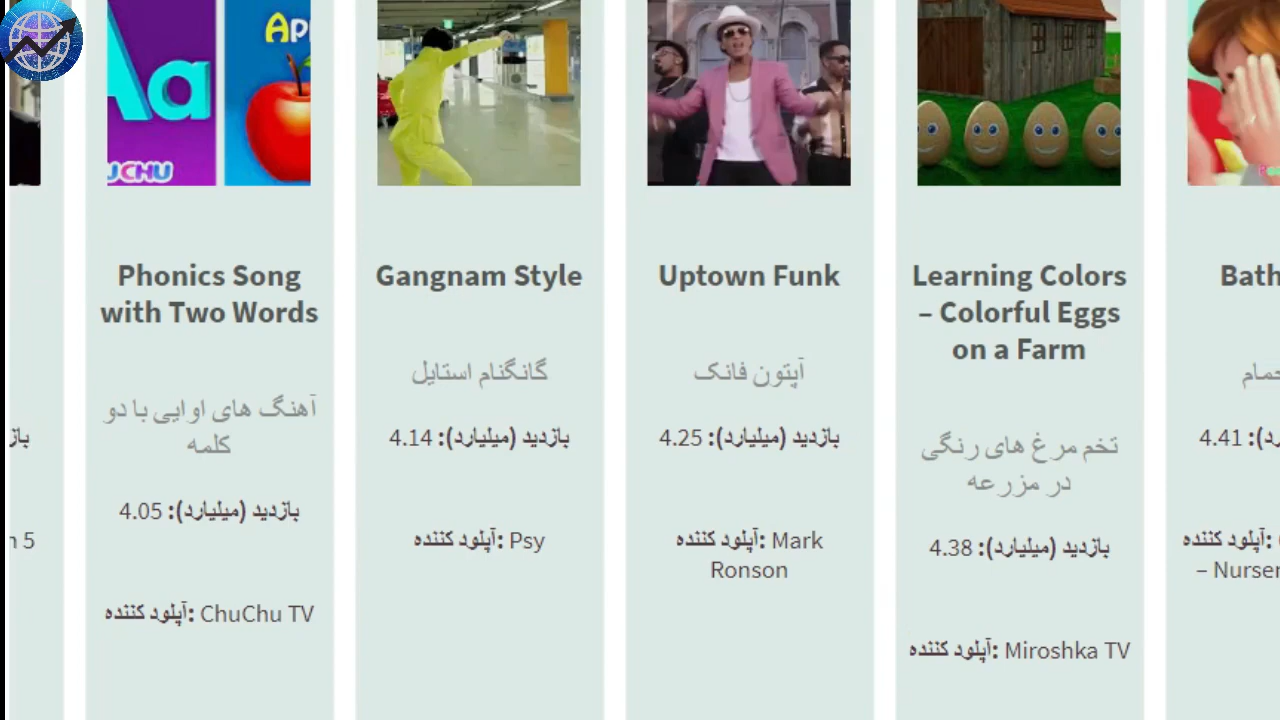 Aa
UCHU
Phonics Song
with Two Words
آهنگ های اوایی با دو
کلمه
بازدید (میلیارد): 4.05
آپلود کننده: ChuChu TV
Gangnam Style
گانگنام استایل
بازدید (میلیارد): 4.14
آپلود کننده: Psy
Uptown Funk
آپتون فانک
بازدید (میلیارد): 4.25
آپلود کننده: Mark
Ronson
Learning Colors
– Colorful Eggs
on a Farm
تخم مرغ های رنگی
در مزرعه
بازدید (میلیارد): 4.38
آپلود کننده: Miroshka TV
Bath
4.41
آپلود کننده:
– Nurser